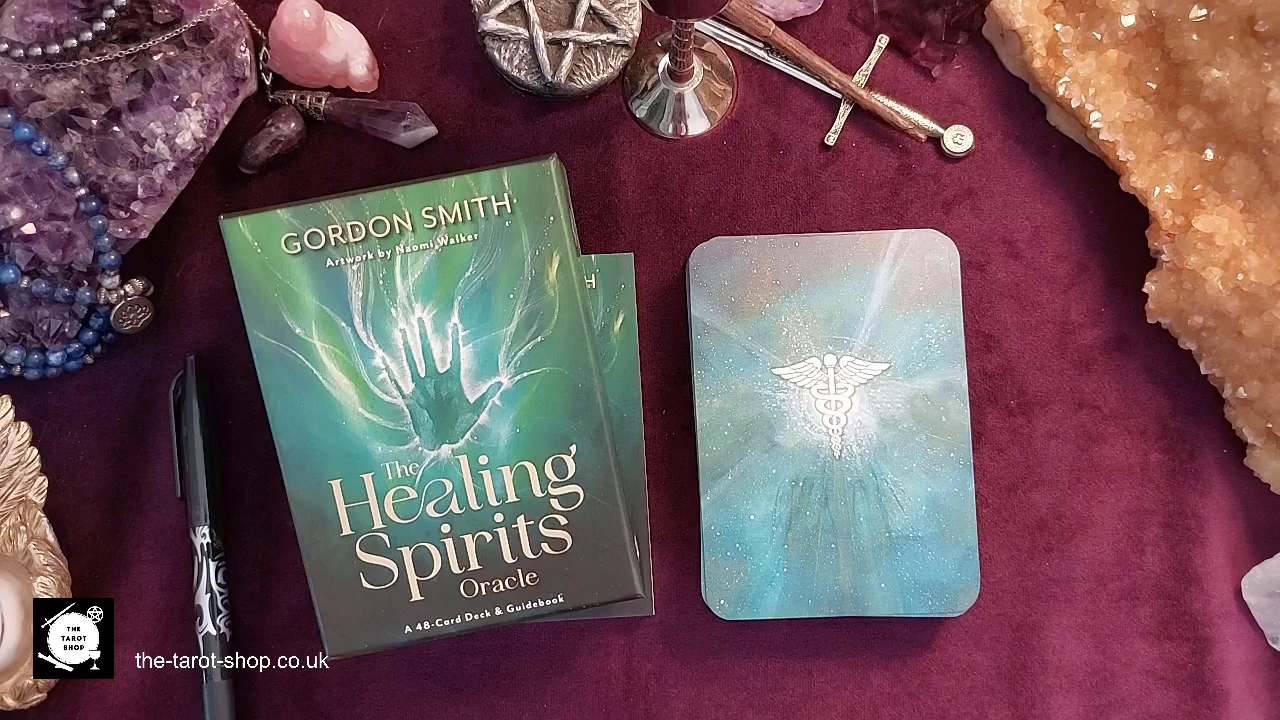 GORDON SMITH
Artwork by Naomi Walker
The
Healing
Spirits
Oracle
A 48-Card Deck & Guidebook
H
THE
TAROT
SHOP
the-tarot-shop.co.uk